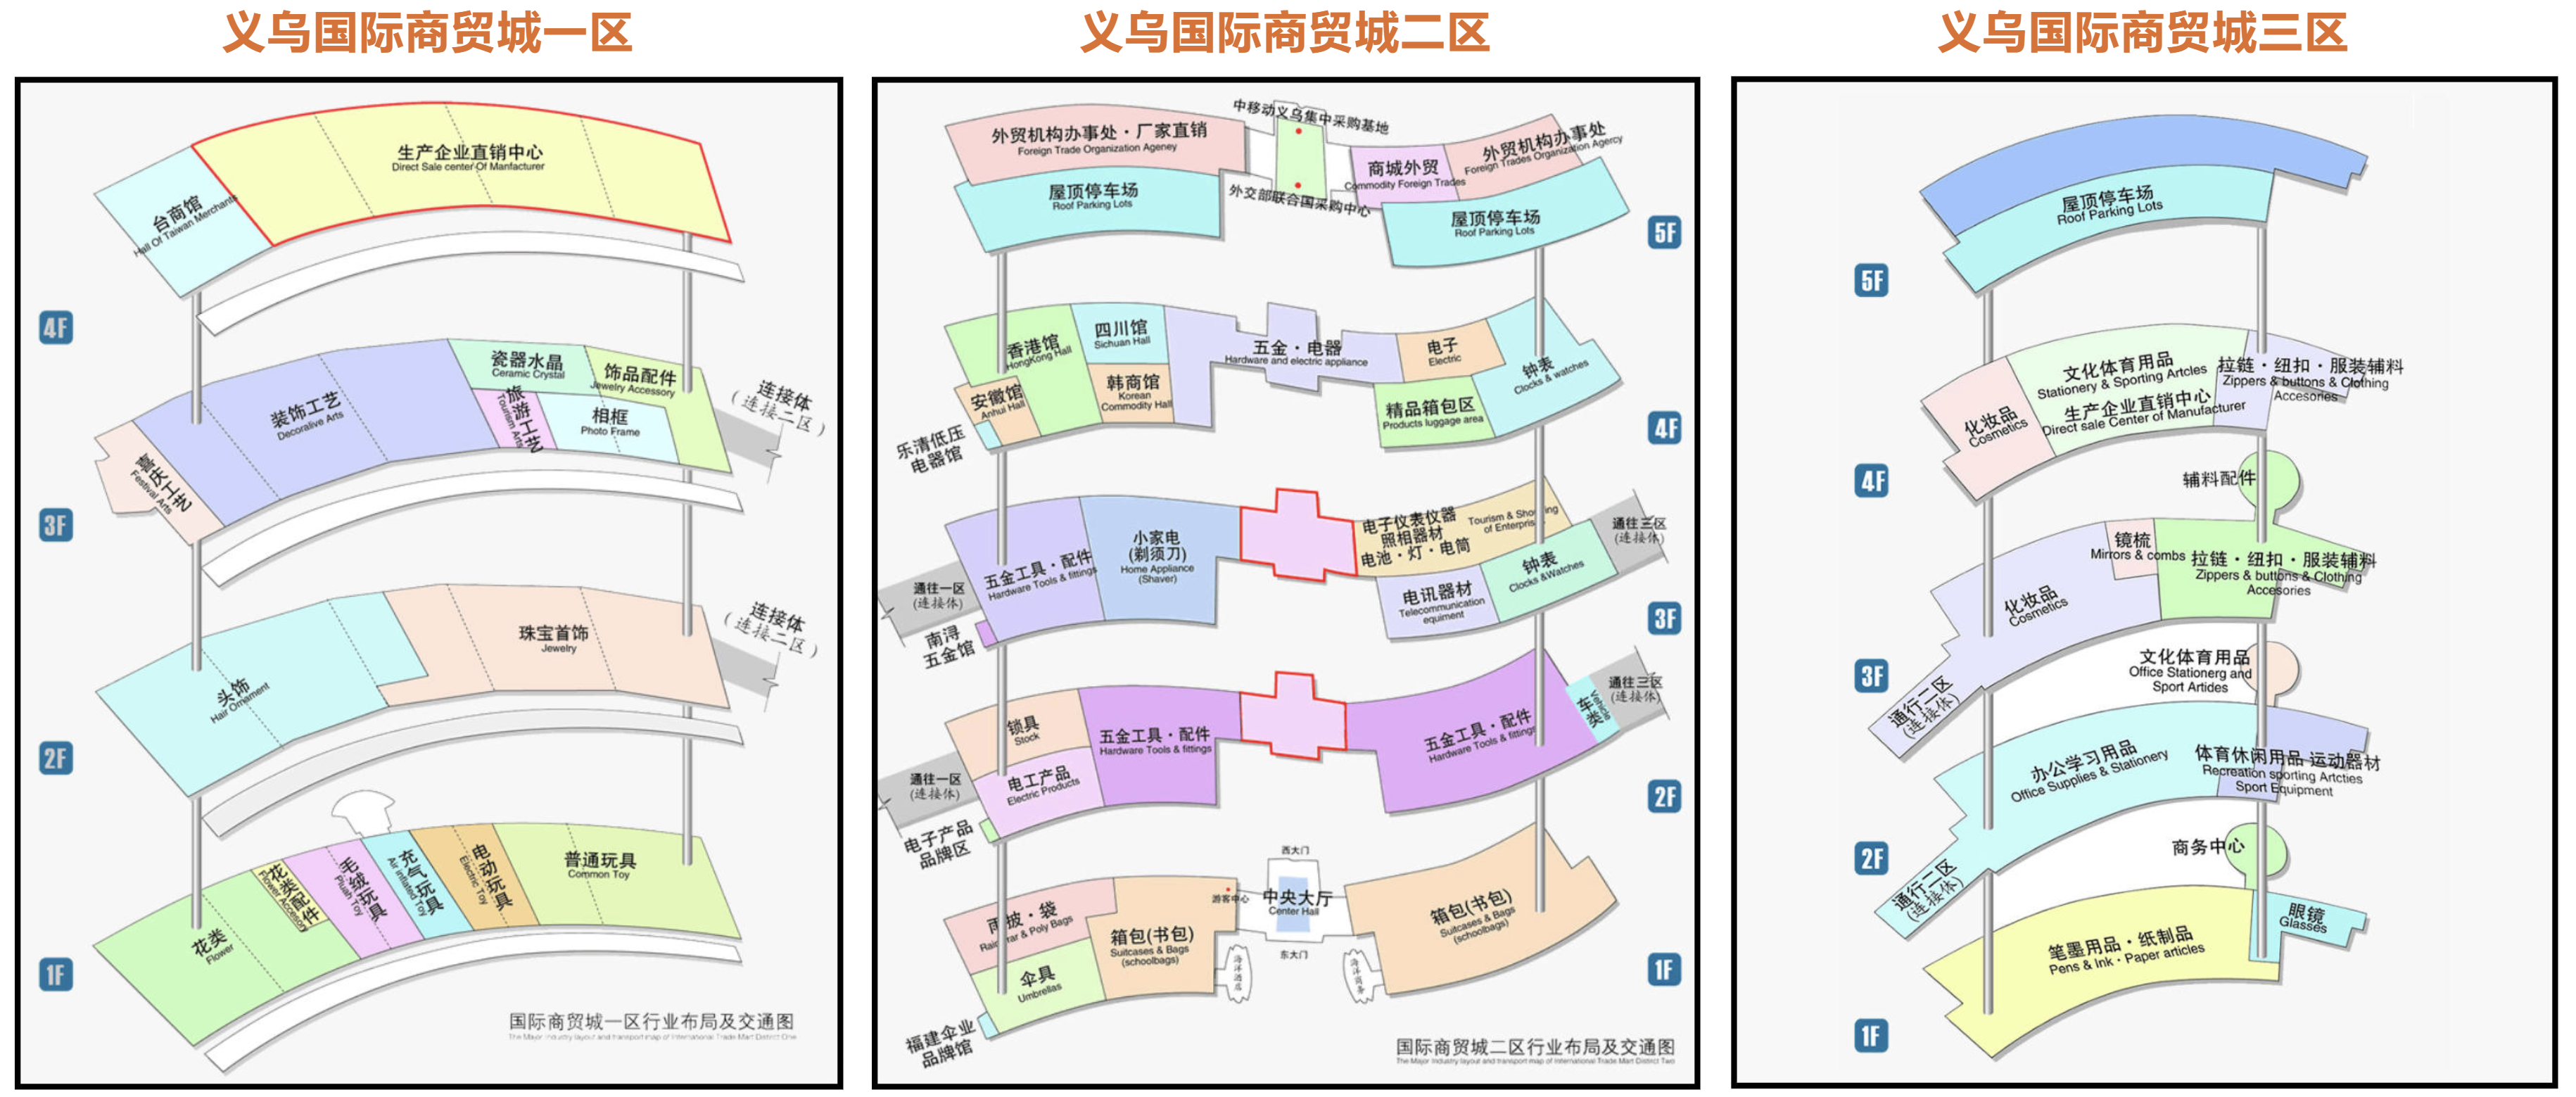 义乌国际商贸城一区
生产企业直销中心
Direct Sale center Of Manfacturer
台商馆
Hall Of Taiwan Merchants
4F
瓷器水晶
Ceramic Crystal
饰品配件
Jewelry Accessory
装饰工艺
Decoralive Arts
旅游工艺
Tourism Arts
相框
Photo Frame
喜庆工艺
Festival Arts
连接体
(连接二区)
3F
珠宝首饰
Jewelry
头饰
Hair Ornament
连接体
(连接二区)
2F
花类
Flower
花类配件
Flower Accesory
毛绒玩具
Pluah Toy
充气玩具
Air Inflated Toy
电动玩具
Electric Toy
普通玩具
Common Toy
1F
国际商贸城一区行业布局及交通图
The Major Industry layout and transport map of International Trade Mart District One
义乌国际商贸城二区
中移动义乌集中采购基地
外贸机构办事处·厂家直销
Foreign Trade Organization Ageney
屋顶停车场
Roof Parking Lots
外交部联合国采购中心
商城外贸
Commodity Foreign Trades
外贸机构办事处
Foreign Trades Organization Agercy
屋顶停车场
Roof Parking Lots
5F
香港馆
HongKong Hall
四川馆
Sichuan Hall
安徽馆
Anhui Hall
韩商馆
Korean
Commodity Hall
五金·电器
Hardware and electric appliance
电子
Electric
钟表
Clocks & watches
精品箱包区
Products luggage area
乐清低压
电器馆
4F
五金工具·配件
Hardware Tools & fittings
小家电
(剃须刀)
Home Appliance
(Shaver)
电子仪表仪器
照相器材
电池·灯·电筒
Tourism & Sho
ing
of Enterpris
电讯器材
Telecommunication
equiment
钟表
Clocks &Watches
通往一区
(连接体)
通往三区
(连接体)
南浔
五金馆
3F
锁具
Stock
电工产品
Electric Products
五金工具·配件
Hardware Tools & fittings
五金工具·配件
Hardware Tools & fittings
车类
Vehicle
通往三区
(连接体)
通往一区
(连接体)
电子产品
品牌区
2F
雨披·袋
Rai
rar & Poly Bags
伞具
Umbrellas
箱包(书包)
Suitcases & Bags
(schoolbags)
西大门
游客中心
中央大厅
Center Hall
东大门
海洋酒店
海洋商务
箱包(书包)
Suitcases & Bags
(schoolbags)
福建伞业
品牌馆
1F
国际商贸城二区行业布局及交通图
The Major Industry layout and transport map of International Trade Mart District Two
义乌国际商贸城三区
屋顶停车场
Roof Parking Lots
5F
文化体育用品
Stationery & Sporting Artcles
生产企业直销中心
Direct sale Center of Manufacturer
拉链·纽扣·服装辅料
Zippers & buttons & Clothing
Accesories
化妆品
Cosmetics
4F
辅料配件
镜梳
Mirrors & combs
拉链·纽扣·服装辅料
Zippers & buttons & Clothing
Accesories
化妆品
Cosmetics
通行二区
(连接体)
3F
文化体育用品
Office Stationerg and
Sport Artides
办公学习用品
Office Supplies & Stationery
体育休闲用品 运动器材
Recreation sporting Artcties
Sport Equipment
通行二区
(连接体)
2F
商务中心
笔墨用品·纸制品
Pens & Ink·Paper articles
眼镜
Glasses
1F